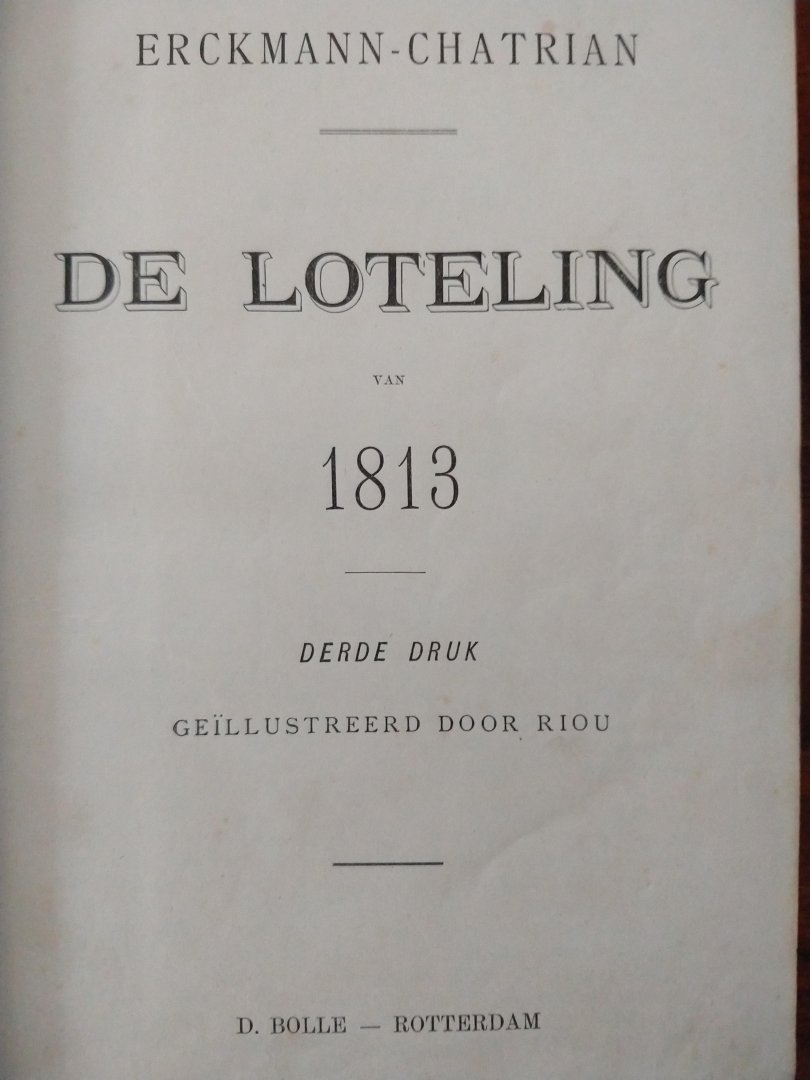 ERCKMANN-CHATRIAN
DE LOTELING
VAN
1813
DERDE DRUK
GEÏLLUSTREERD DOOR RIOU
D. BOLLE — ROTTERDAM